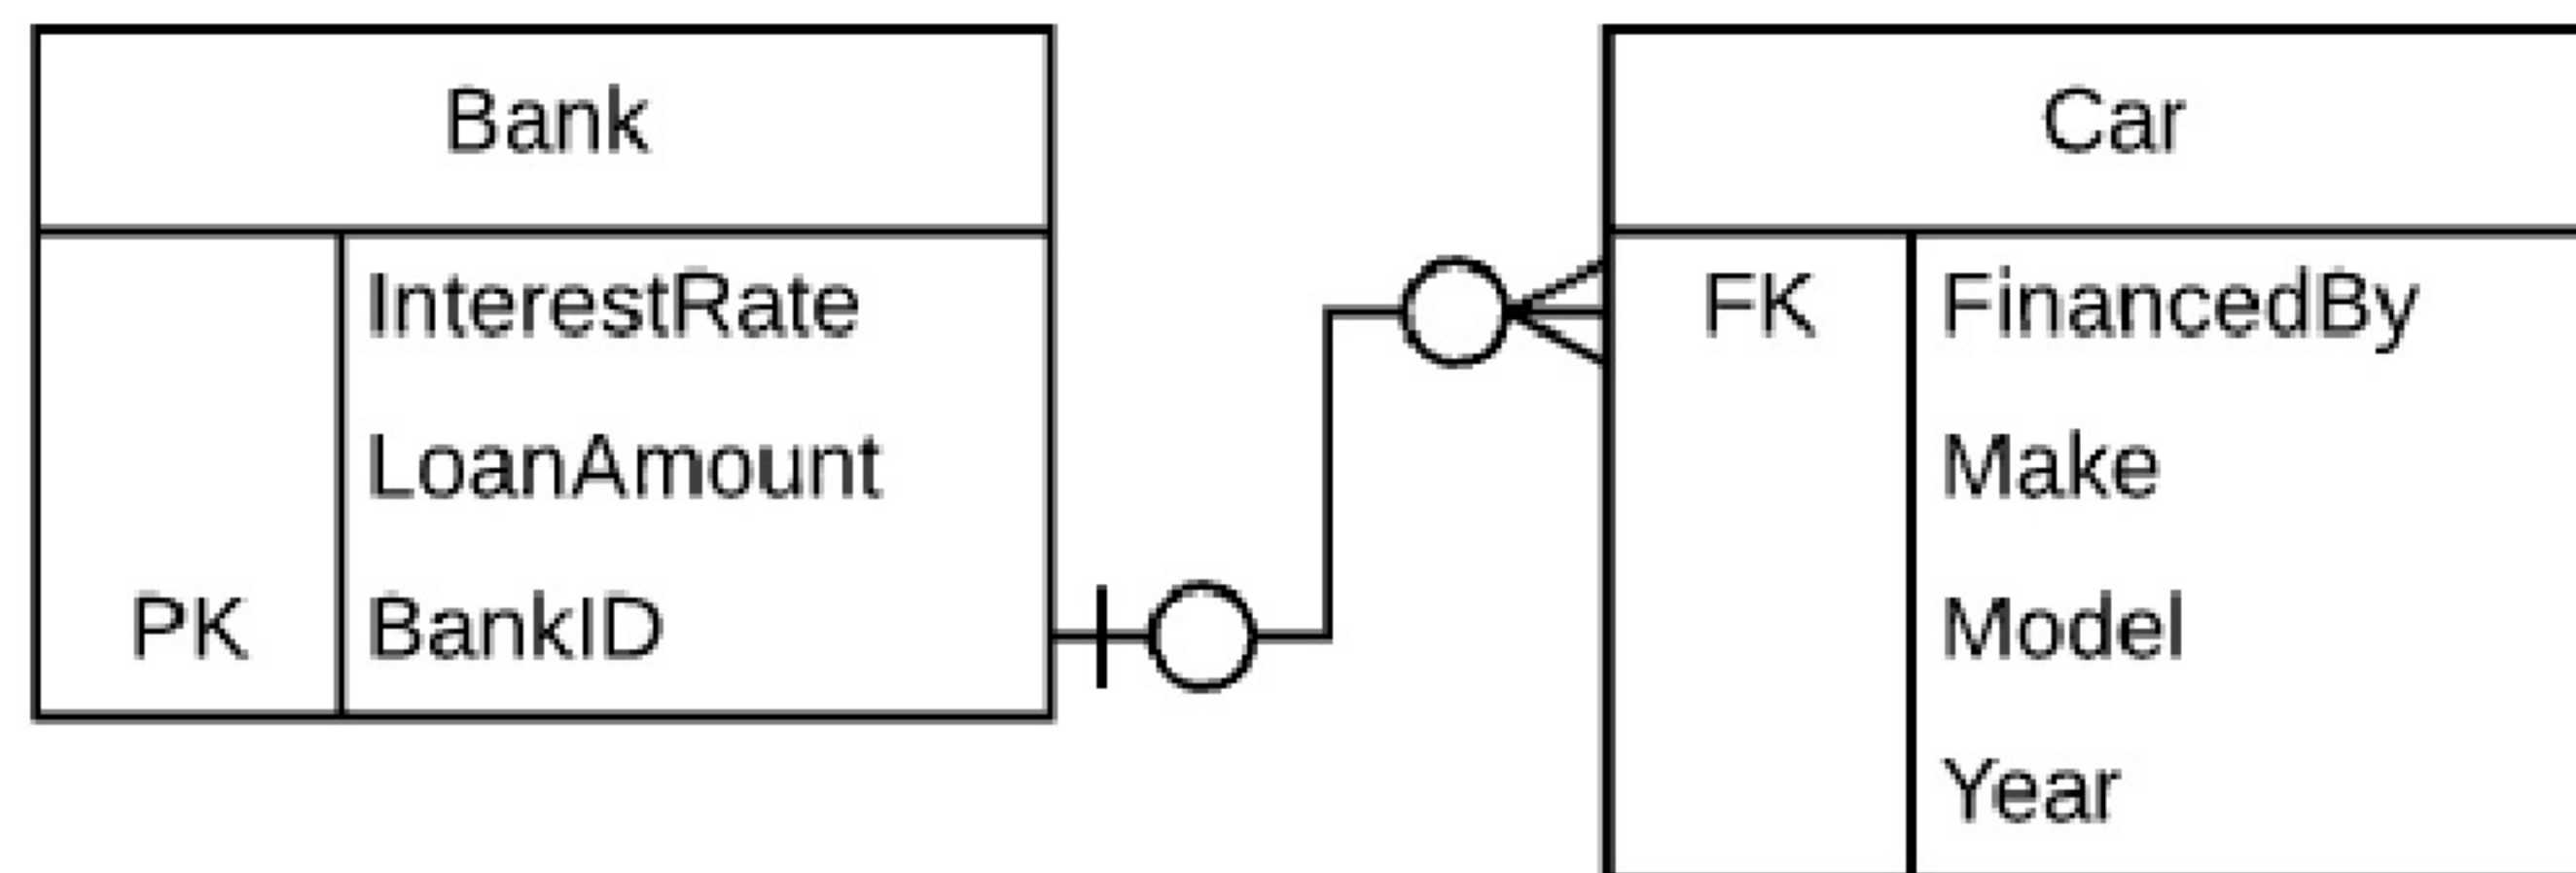 Bank
InterestRate
LoanAmount
PK BankID
Car
FK FinancedBy
Make
Model
Year